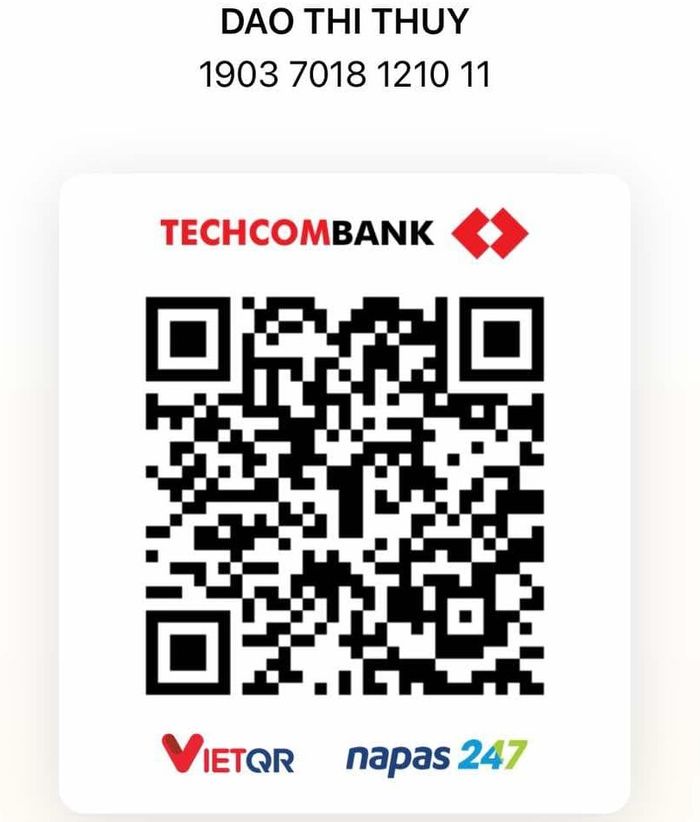 DAO THI THUY
1903 7018 1210 11
TECHCOMBANK
VIETQR
napas 247